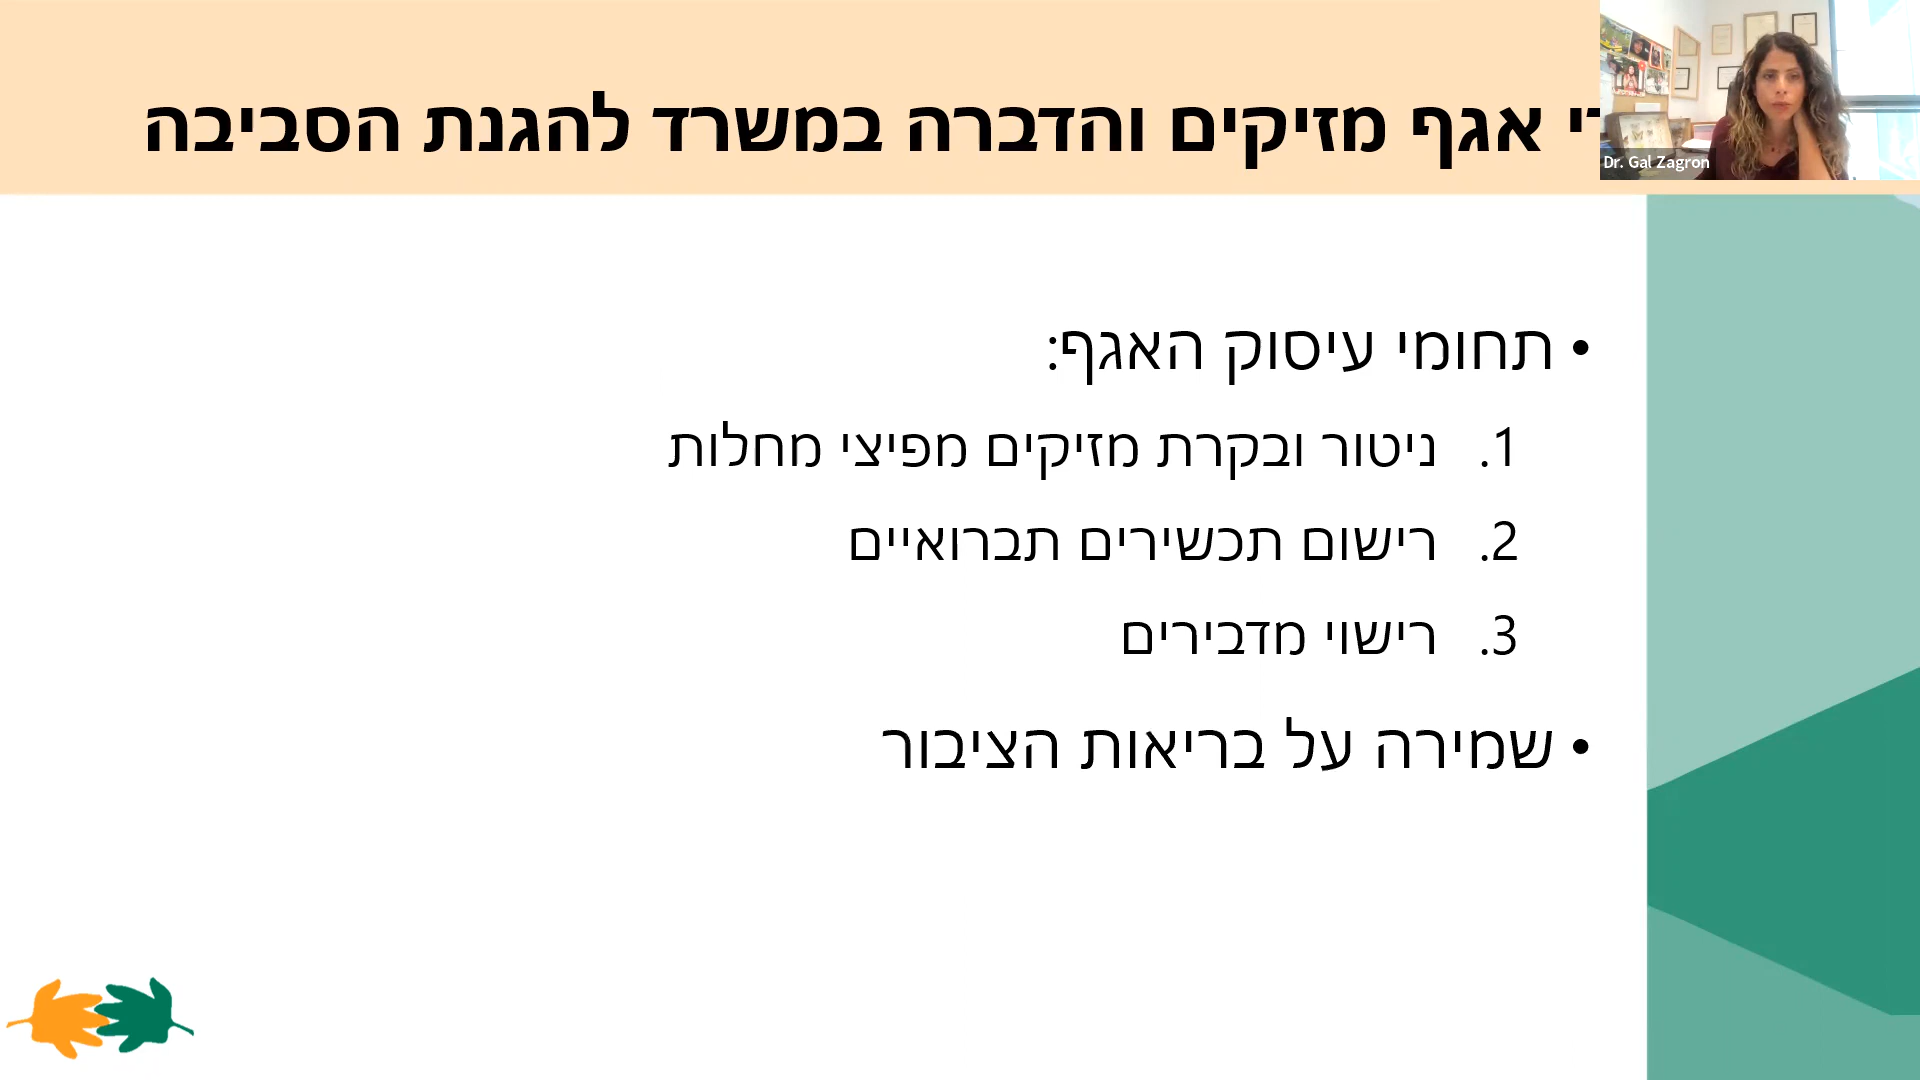 אגף מזיקים והדברה במשרד להגנת הסביבה
Dr. Gal Zagron
• תחומי עיסוק האגף:
1. ניטור ובקרת מזיקים מפיצי מחלות
2. רישום תכשירים תברואיים
3. רישוי מדבירים
• שמירה על בריאות הציבור